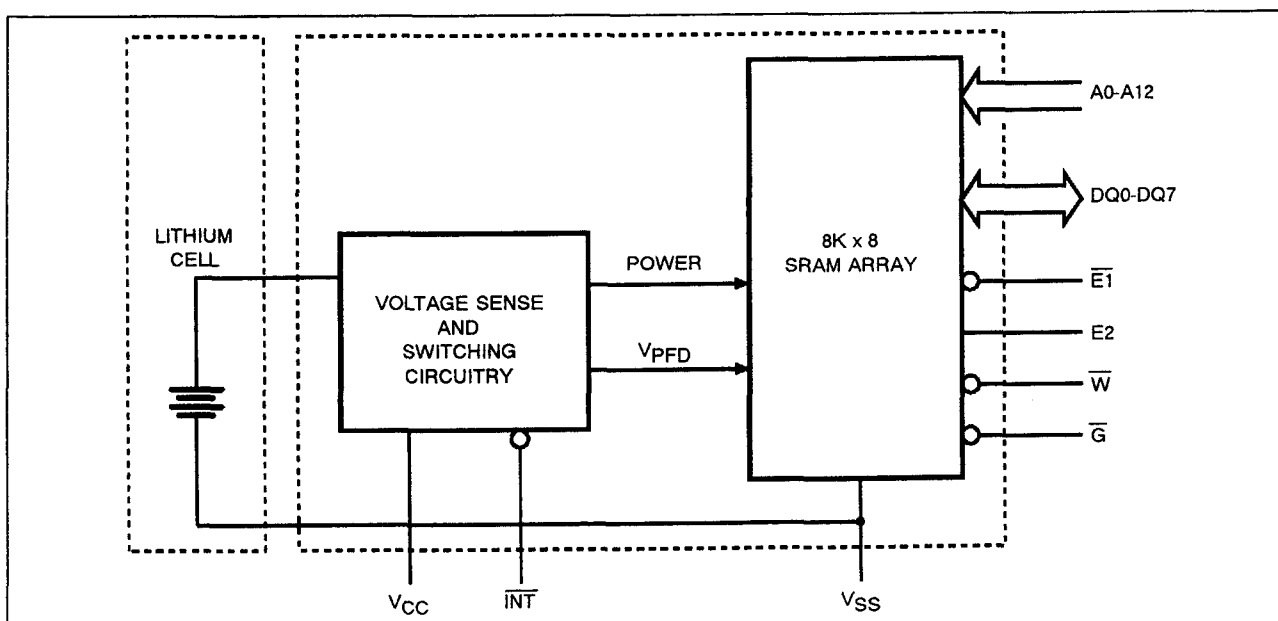 LITHIUM
CELL
VOLTAGE SENSE
AND
SWITCHING
CIRCUITRY
POWER
VPFD
8K x 8
SRAM ARRAY
A0-A12
DQ0-DQ7
E1
E2
W
G
VCC
INT
VSS